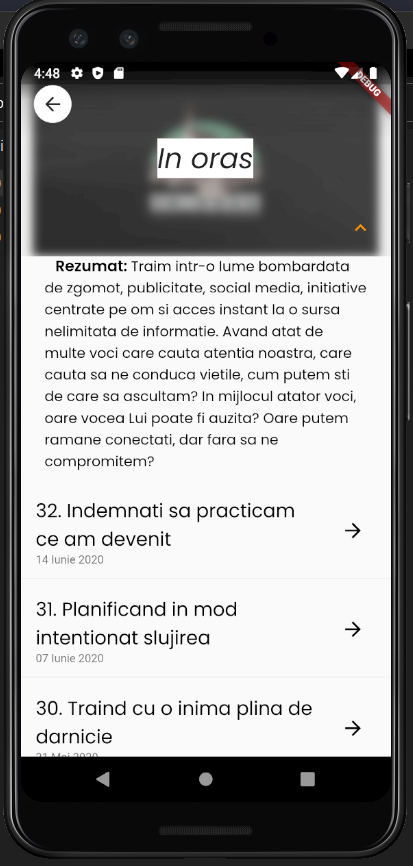 4:48
DEBUG
In oras
Rezumat: Traim intr-o lume bombardata
de zgomot, publicitate, social media, initiative
centrate pe om si acces instant la o sursa
nelimitata de informatie. Avand atat de
multe voci care cauta atentia noastra, care
cauta sa ne conduca vietile, cum putem sti
de care sa ascultam? In mijlocul atator voci,
oare vocea Lui poate fi auzita? Oare putem
ramane conectati, dar fara sa ne
compromitem?
32. Indemnati sa practicam
ce am devenit
14 Iunie 2020
31. Planificand in mod
intentionat slujirea
07 Iunie 2020
30. Traind cu o inima plina de
darnicie
31 Mai 2020